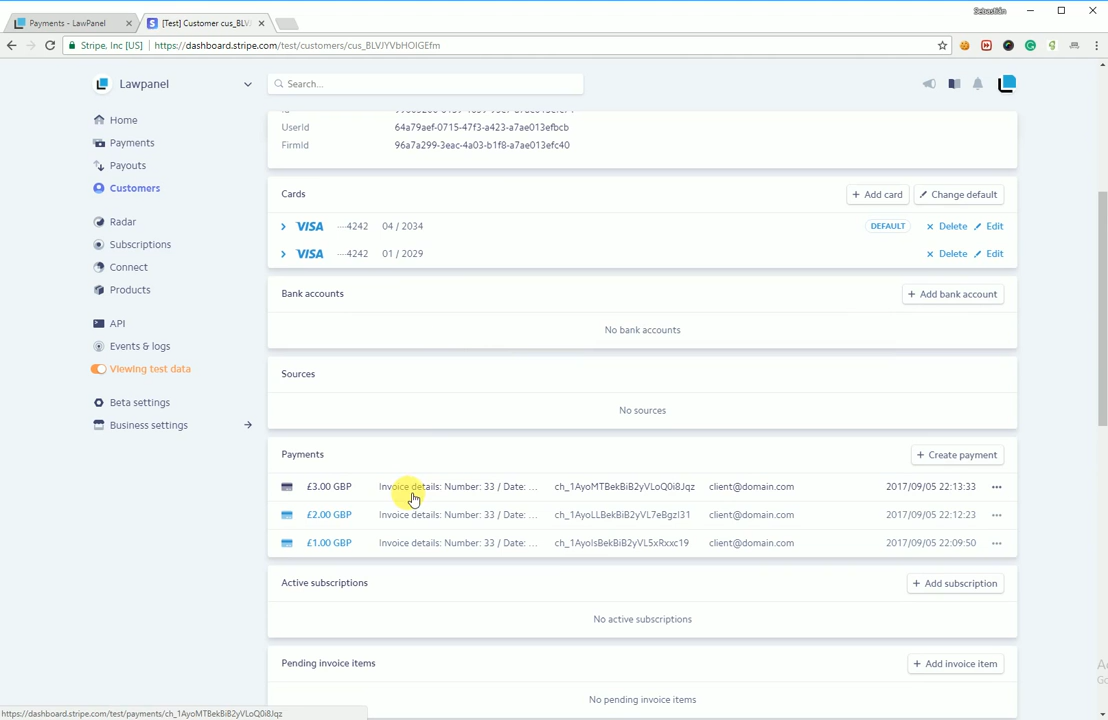 Sebastián
Payments - LawPanel
[Test] Customer cus_BLVJ
Stripe, Inc [US]
https://dashboard.stripe.com/test/customers/cus_BLVJYVbHOIGEfm
Lawpanel
Search...
Home
Payments
Payouts
Customers
Radar
Subscriptions
Connect
Products
API
Events & logs
Viewing test data
Beta settings
Business settings
UserId 64a79aef-0715-47f3-a423-a7ae013efbcb
FirmId 96a7a299-3eac-4a03-b1f8-a7ae013efc40
Cards + Add card Change default
VISA ····4242 04 / 2034 DEFAULT × Delete Edit
VISA ····4242 01 / 2029 × Delete Edit
Bank accounts + Add bank account
No bank accounts
Sources
No sources
Payments + Create payment
£3.00 GBP Invoice details: Number: 33 / Date: ... ch_1AyoMTBekBiB2yVLoQ0i8Jqz client@domain.com 2017/09/05 22:13:33
£2.00 GBP Invoice details: Number: 33 / Date: ... ch_1AyoLLBekBiB2yVL7eBgzI31 client@domain.com 2017/09/05 22:12:23
£1.00 GBP Invoice details: Number: 33 / Date: ... ch_1AyoIsBekBiB2yVL5xRxxc19 client@domain.com 2017/09/05 22:09:50
Active subscriptions + Add subscription
No active subscriptions
Pending invoice items + Add invoice item
No pending invoice items
https://dashboard.stripe.com/test/payments/ch_1AyoMTBekBiB2yVLoQ0i8Jqz